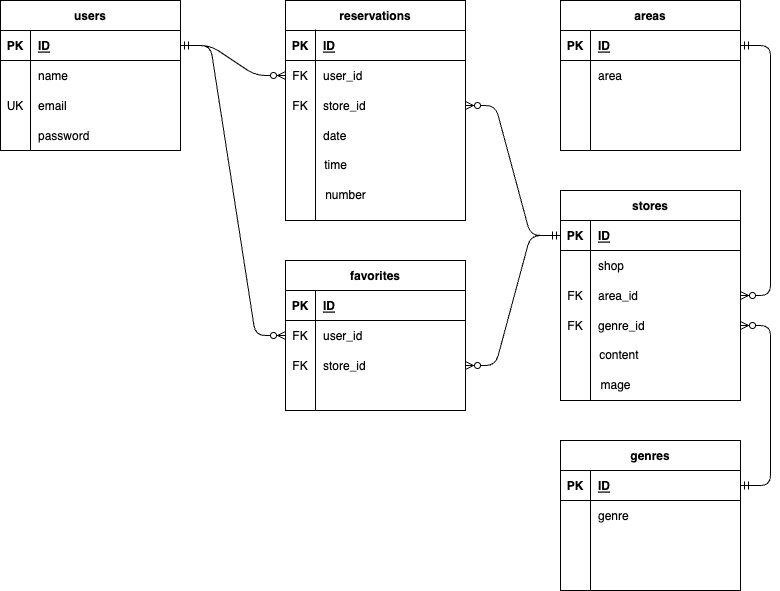 users
PK ID
name
UK email
password
reservations
PK ID
FK user_id
FK store_id
date
time
number
favorites
PK ID
FK user_id
FK store_id
areas
PK ID
area
stores
PK ID
shop
FK area_id
FK genre_id
content
mage
genres
PK ID
genre